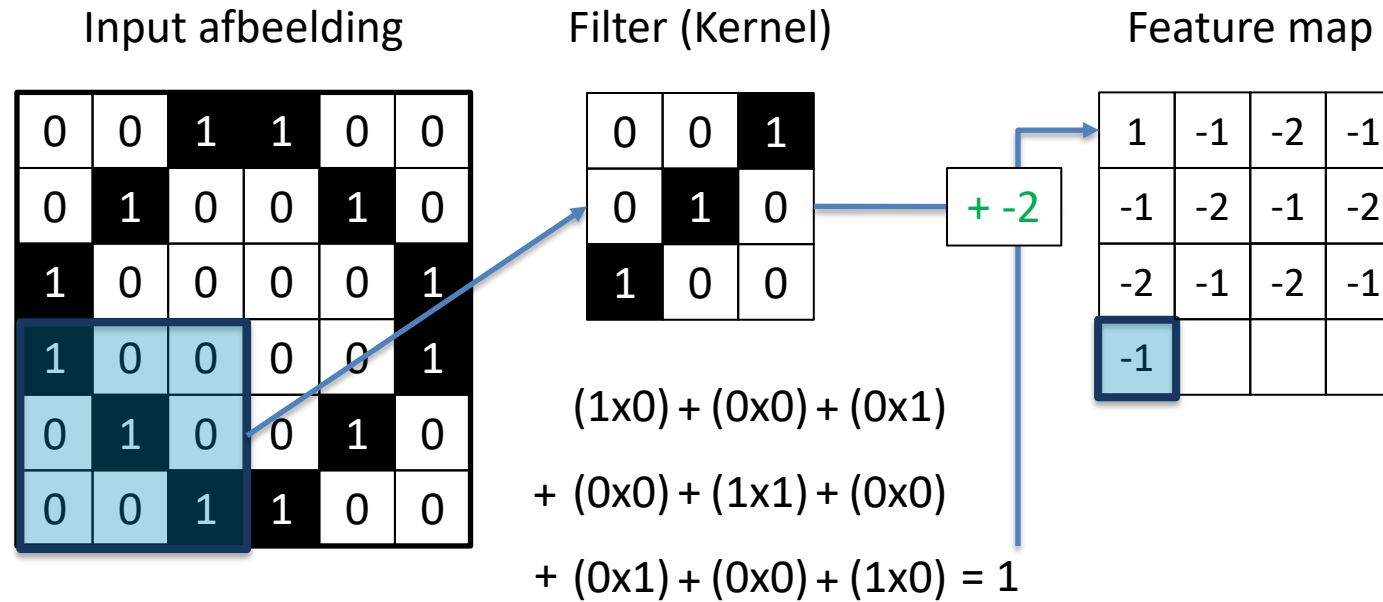 Input afbeelding
Filter (Kernel)
Feature map
0 0 1 1 0 0
0 1 0 0 1 0
1 0 0 0 0 1
1 0 0 0 0 1
0 1 0 0 1 0
0 0 1 1 0 0
0 0 1
0 1 0
1 0 0
+ -2
1 -1 -2 -1
-1 -2 -1 -2
-2 -1 -2 -1
-1
(1x0) + (0x0) + (0x1)
+ (0x0) + (1x1) + (0x0)
+ (0x1) + (0x0) + (1x0) = 1